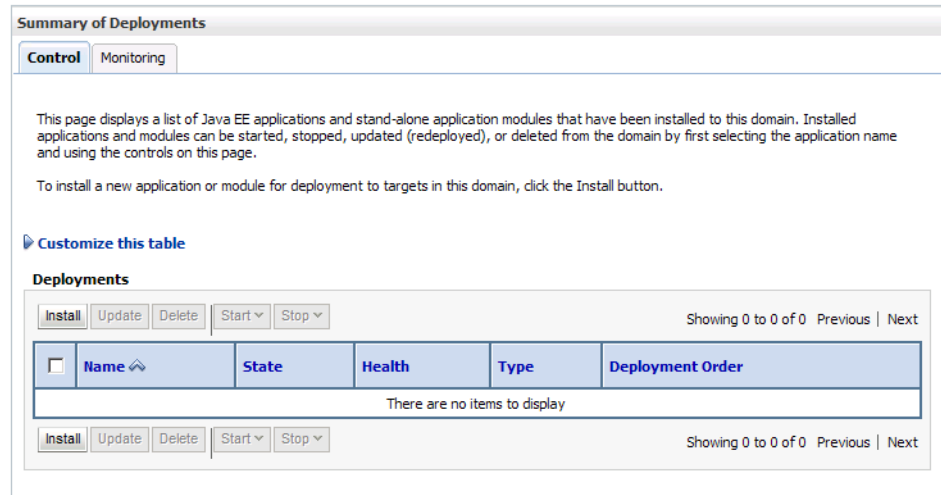 Summary of Deployments
Control Monitoring
This page displays a list of Java EE applications and stand-alone application modules that have been installed to this domain. Installed
applications and modules can be started, stopped, updated (redeployed), or deleted from the domain by first selecting the application name
and using the controls on this page.
To install a new application or module for deployment to targets in this domain, click the Install button.
Customize this table
Deployments
Install Update Delete Start Stop Showing 0 to 0 of 0 Previous | Next
Name State Health Type Deployment Order
There are no items to display
Install Update Delete Start Stop Showing 0 to 0 of 0 Previous | Next